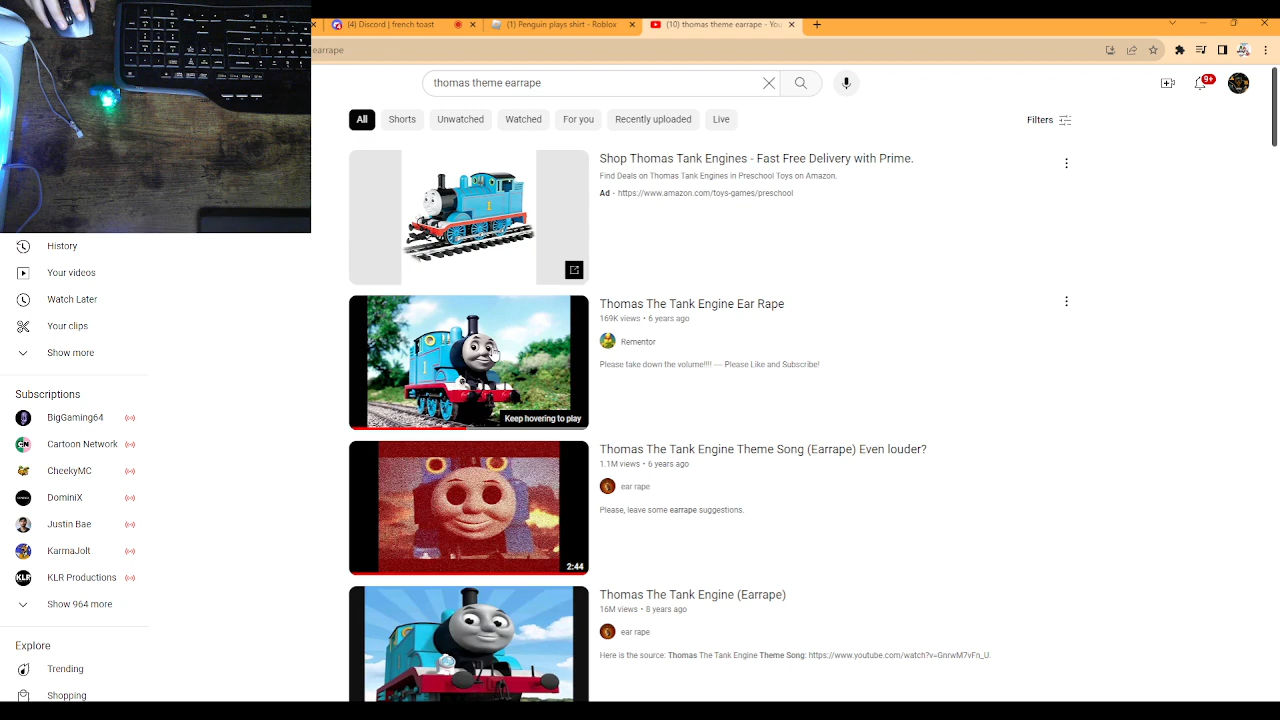 (4) Discord | french toast
(1) Penguin plays shirt - Roblox
(10) thomas theme earrape - You
earrape
thomas theme earrape
9+
All
Shorts
Unwatched
Watched
For you
Recently uploaded
Live
Filters
Shop Thomas Tank Engines - Fast Free Delivery with Prime.
Find Deals on Thomas Tank Engines in Preschool Toys on Amazon.
Ad · https://www.amazon.com/toys-games/preschool
History
Your videos
Watch Later
Your clips
Show more
Subscriptions
BigGaming64
Cartoon Network
CheekyMC
DominiX
Justin Bae
KarmaJolt
KLR Productions
Show 964 more
Explore
Trending
Shopping
1
Keep hovering to play
Thomas The Tank Engine Ear Rape
169K views • 6 years ago
Rementor
Please take down the volume!!!! --- Please Like and Subscribe!
2:44
Thomas The Tank Engine Theme Song (Earrape) Even louder?
1.1M views • 6 years ago
ear rape
Please, leave some earrape suggestions.
Thomas The Tank Engine (Earrape)
16M views • 8 years ago
ear rape
Here is the source: Thomas The Tank Engine Theme Song: https://www.youtube.com/watch?v=GnrwM7vFn_U.